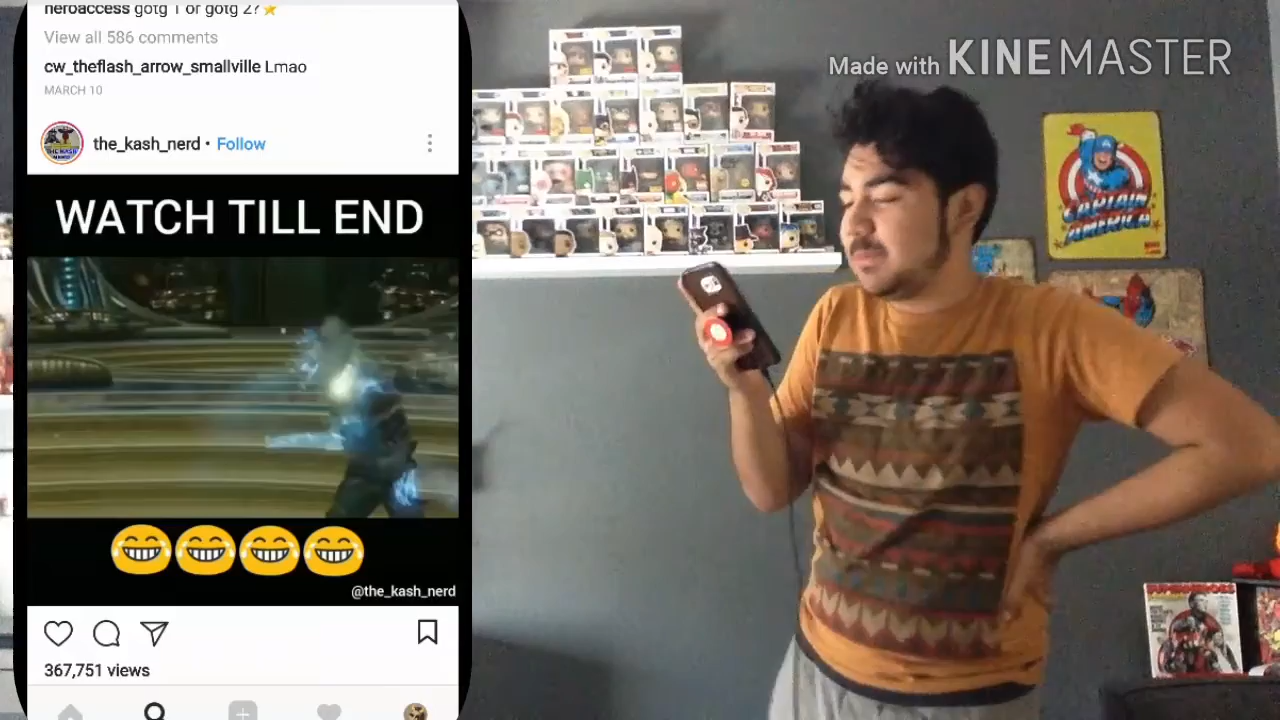 heroaccess gotg 1 or gotg 2?
View all 586 comments
cw_theflash_arrow_smallville Lmao
MARCH 10
the_kash_nerd • Follow
WATCH TILL END
@the_kash_nerd
367,751 views
Made with KINEMASTER
CAPTAIN
AMERICA